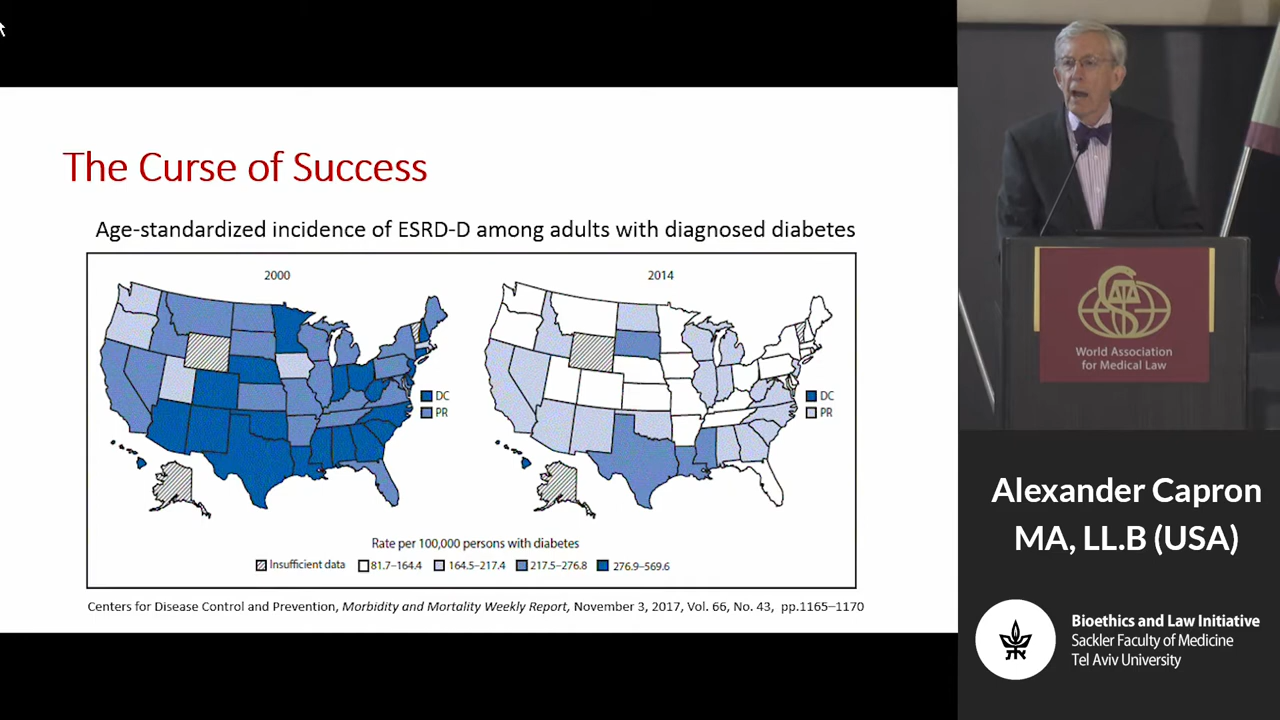 The Curse of Success
Age-standardized incidence of ESRD-D among adults with diagnosed diabetes
2000
2014
DC
PR
DC
PR
Rate per 100,000 persons with diabetes
Insufficient data 81.7–164.4 164.5–217.4 217.5–276.8 276.9–569.6
Centers for Disease Control and Prevention, Morbidity and Mortality Weekly Report, November 3, 2017, Vol. 66, No. 43, pp.1165–1170
World Association
for Medical Law
Alexander Capron
MA, LL.B (USA)
Bioethics and Law Initiative
Sackler Faculty of Medicine
Tel Aviv University